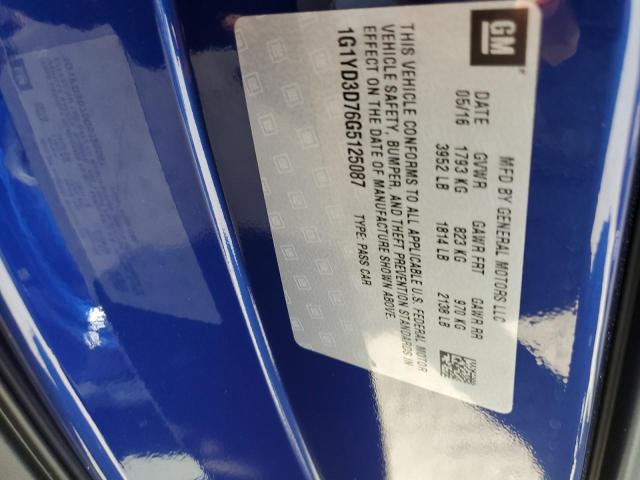 GM
MFD BY GENERAL MOTORS LLC
DATE GVWR GAWR FRT GAWR RR
05/16 1793 KG 823 KG 970 KG
3952 LB 1814 LB 2138 LB
THIS VEHICLE CONFORMS TO ALL APPLICABLE U.S. FEDERAL MOTOR
VEHICLE SAFETY, BUMPER, AND THEFT PREVENTION STANDARDS IN
EFFECT ON THE DATE OF MANUFACTURE SHOWN ABOVE.
1G1YD3D76G5125087 TYPE: PASS CAR